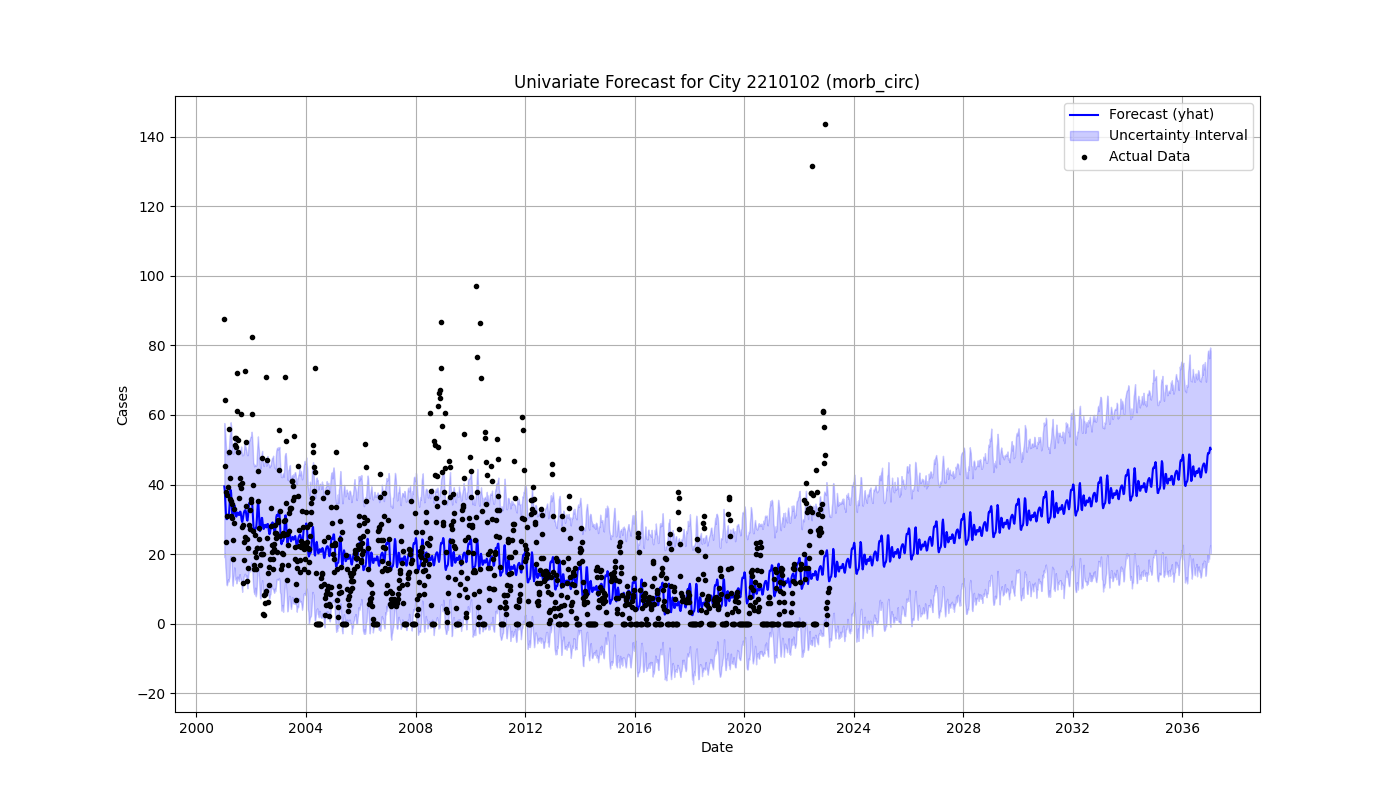 Univariate Forecast for City 2210102 (morb_circ)
Forecast (yhat)
Uncertainty Interval
Actual Data
140
120
100
80
60
40
20
0
−20
Cases
2000 2004 2008 2012 2016 2020 2024 2028 2032 2036
Date